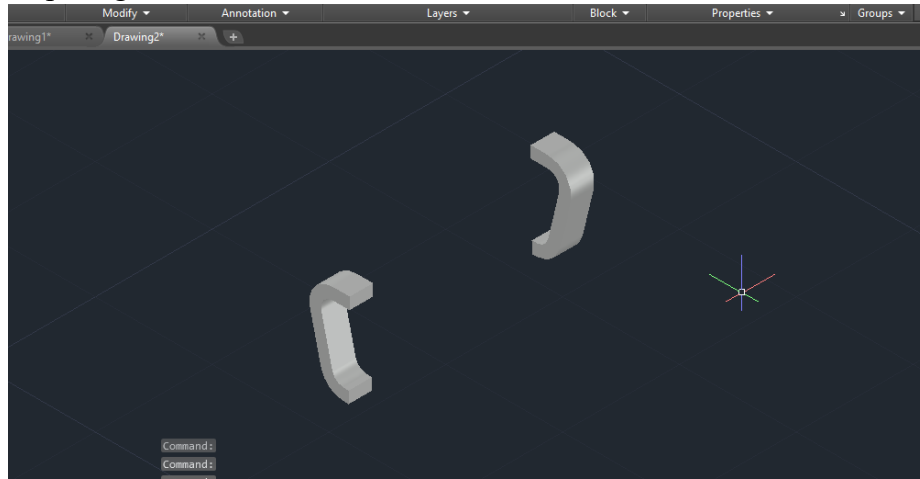 Modify Annotation Layers Block Properties Groups
rawing1* Drawing2*
Command:
Command: